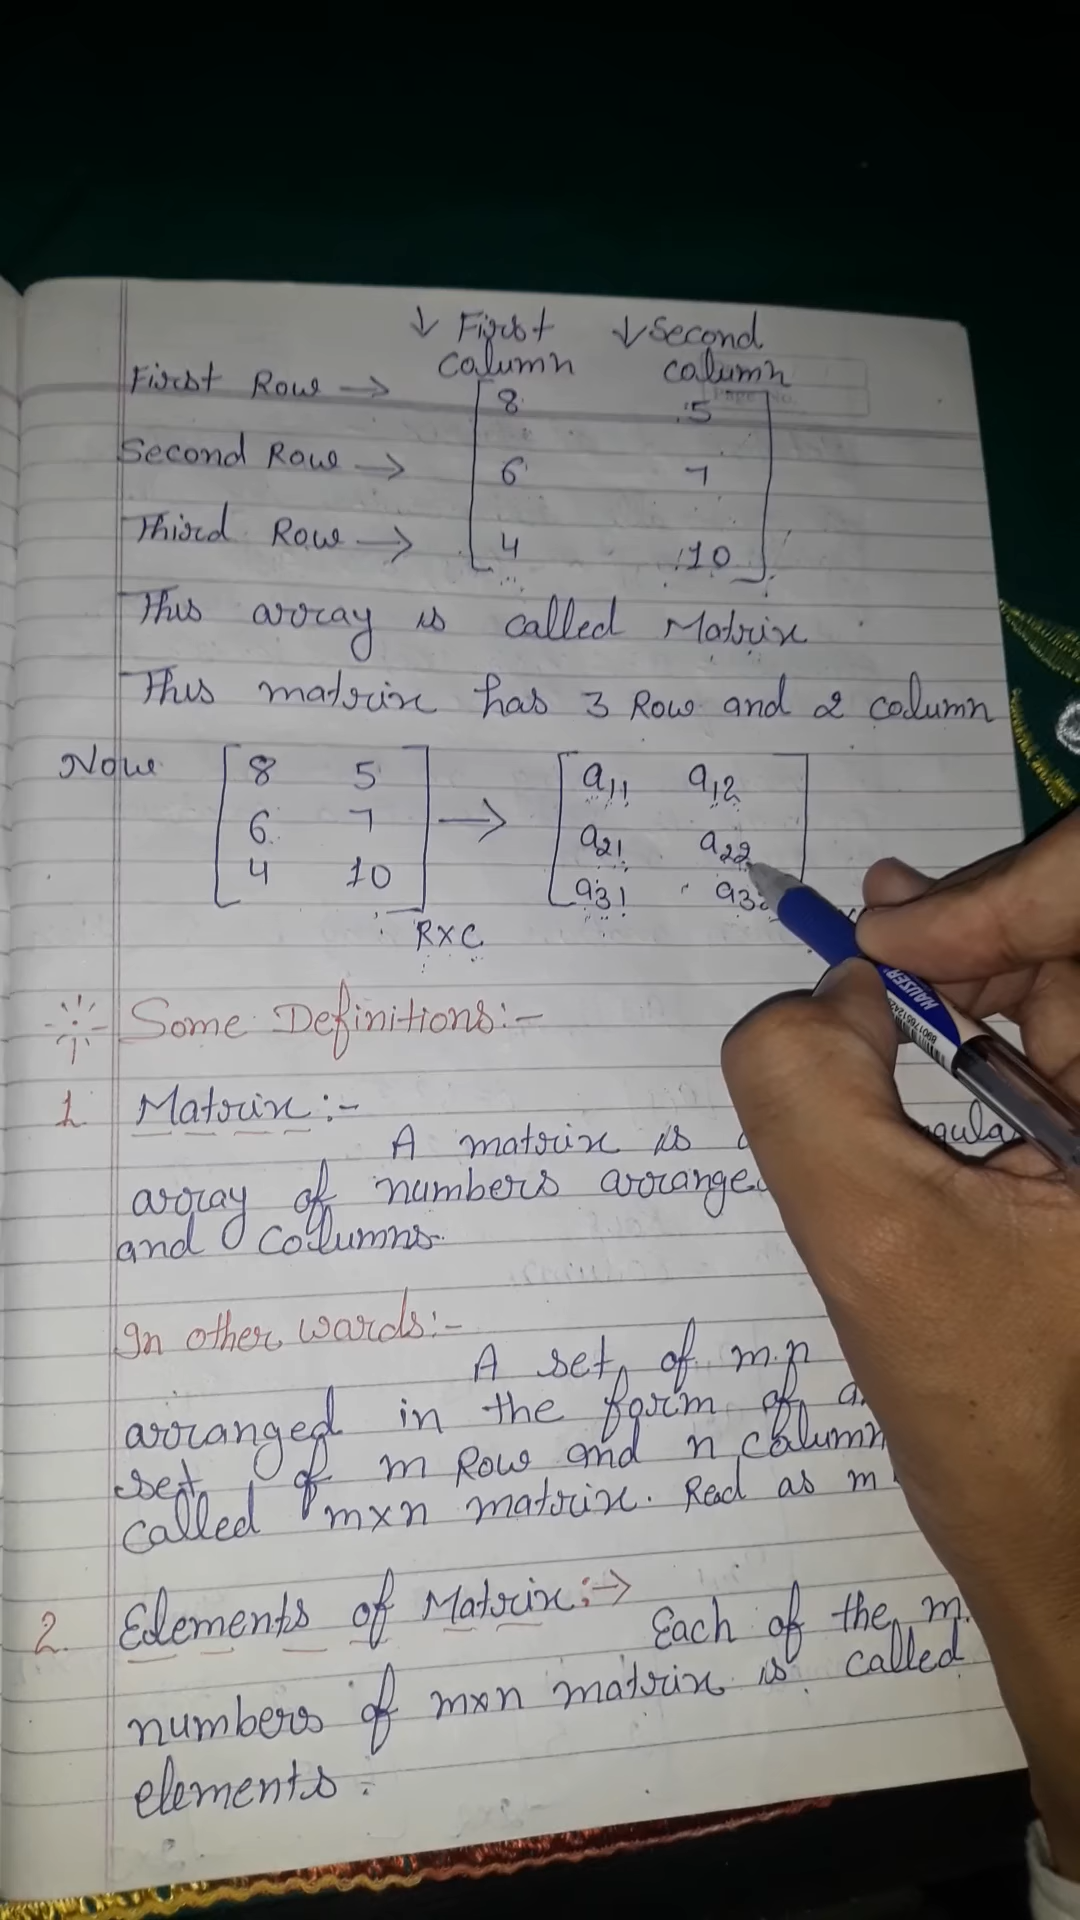 ↓ First ↓ Second
column column
First Row → 8 5
Second Row → 6 7
Third Row → 4 10
This array is called Matrix
This matrix has 3 Row and 2 column
Now 8 5 → a11 a12
6 7 a21 a22
4 10 a31
R×C
Some Definitions:-
1. Matrix:-
A matrix is
array of numbers
and columns.
In other wards:-
A set of m.n
arranged in the form of
set of m Row and n column
called m×n matrix. Read as m
2. Elements of Matrix:→
Each of the m.
numbers of m×n matrix is called
elements.
HAUSER